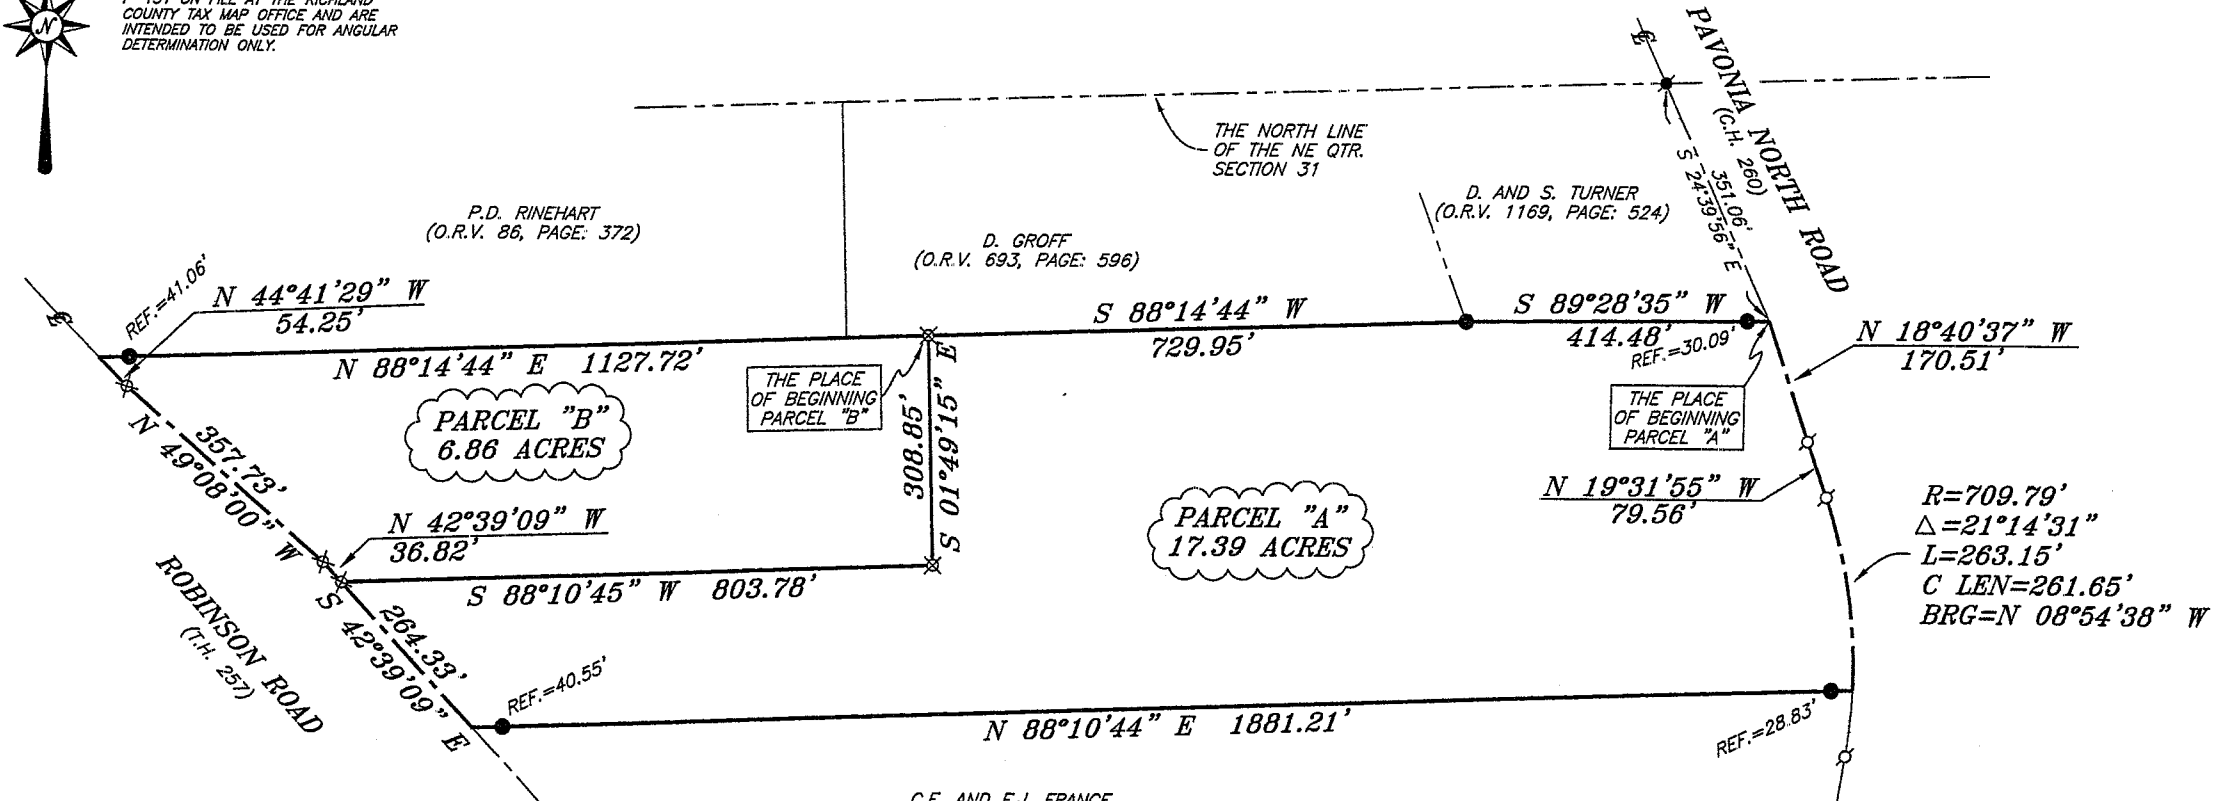 COUNTY TAX MAP OFFICE AND ARE
INTENDED TO BE USED FOR ANGULAR
DETERMINATION ONLY.
N
PAVONIA NORTH ROAD
(C.H. 260)
351.06'
S 24°39'56" E
THE NORTH LINE
OF THE NE QTR.
SECTION 31
P.D. RINEHART
(O.R.V. 86, PAGE: 372)
D. GROFF
(O.R.V. 693, PAGE: 596)
D. AND S. TURNER
(O.R.V. 1169, PAGE: 524)
REF.=41.06'
N 44°41'29" W
54.25'
N 88°14'44" E 1127.72'
S 88°14'44" W
729.95'
S 89°28'35" W
414.48'
REF.=30.09'
N 18°40'37" W
170.51'
THE PLACE
OF BEGINNING
PARCEL "B"
THE PLACE
OF BEGINNING
PARCEL "A"
PARCEL "B"
6.86 ACRES
308.85'
S 01°49'15" E
357.73'
N 49°08'00" W
N 42°39'09" W
36.82'
S 88°10'45" W 803.78'
PARCEL "A"
17.39 ACRES
N 19°31'55" W
79.56'
R=709.79'
△=21°14'31"
L=263.15'
C LEN=261.65'
BRG=N 08°54'38" W
ROBINSON ROAD
(T.H. 257)
264.33'
S 42°39'09" E
REF.=40.55'
N 88°10'44" E 1881.21'
REF.=28.83'